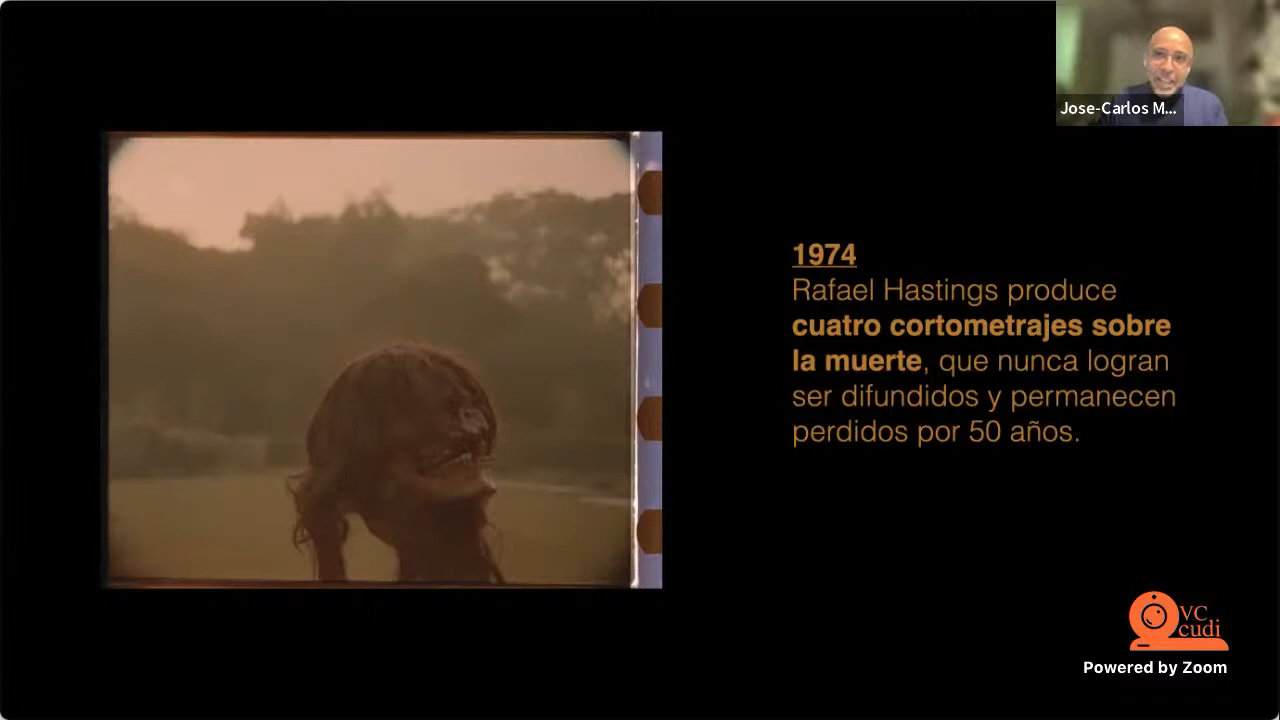 Jose-Carlos M...
1974
Rafael Hastings produce
cuatro cortometrajes sobre
la muerte, que nunca logran
ser difundidos y permanecen
perdidos por 50 años.
VC
cudi
Powered by Zoom